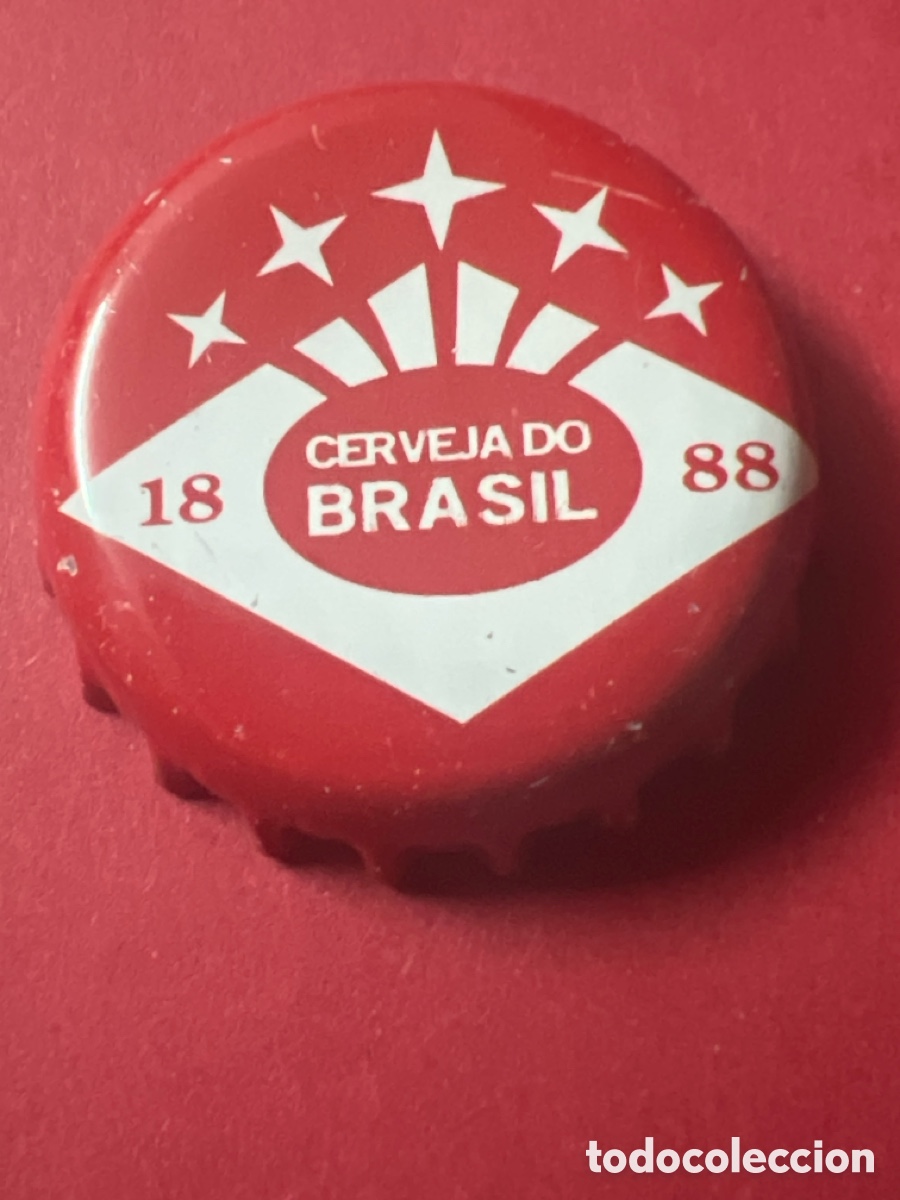 CERVEJA DO
BRASIL
18 88
todocoleccion